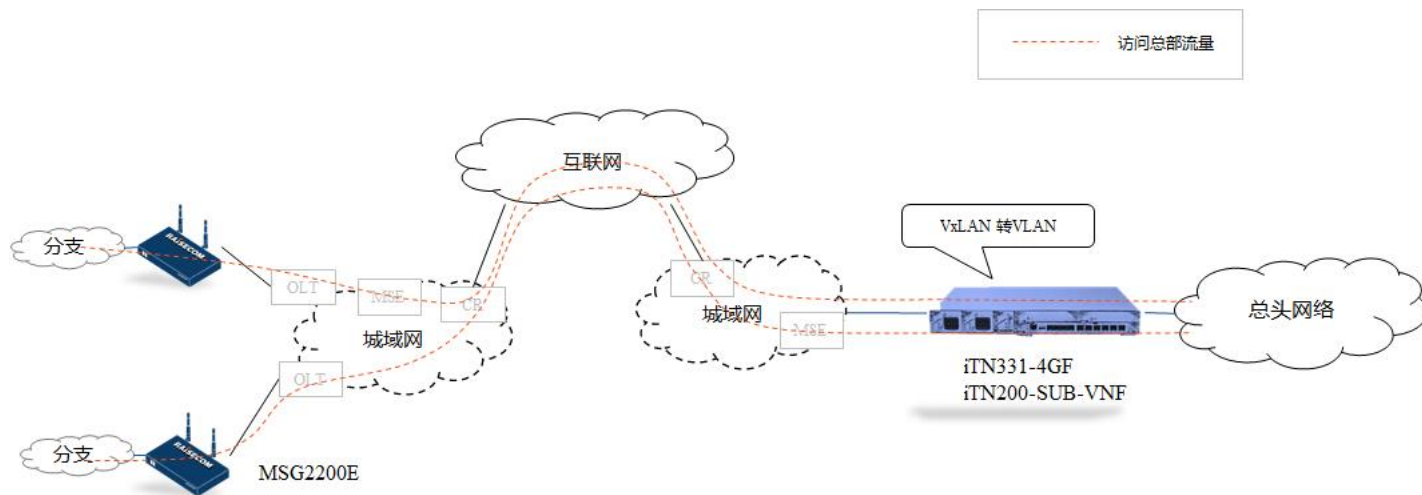 访问总部流量
互联网
VxLAN 转VLAN
分支
RAISECOM
OLT
MSE
CR
城域网
OLT
CR
城域网
MSE
总头网络
iTN331-4GF
iTN200-SUB-VNF
分支
RAISECOM
MSG2200E